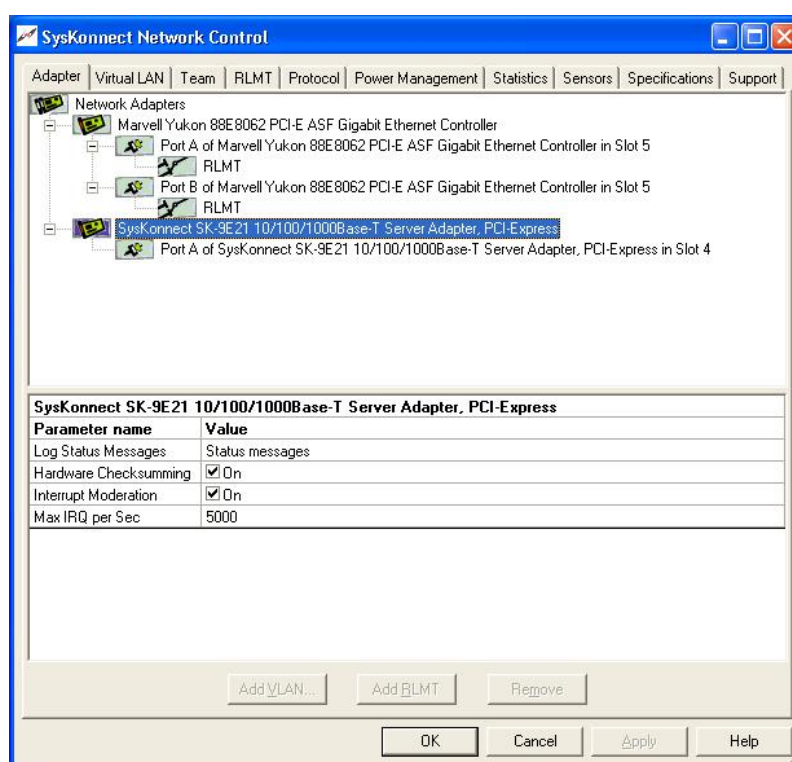 SysKonnect Network Control
Adapter Virtual LAN Team RLMT Protocol Power Management Statistics Sensors Specifications Support
Network Adapters
Marvell Yukon 88E8062 PCI-E ASF Gigabit Ethernet Controller
Port A of Marvell Yukon 88E8062 PCI-E ASF Gigabit Ethernet Controller in Slot 5
RLMT
Port B of Marvell Yukon 88E8062 PCI-E ASF Gigabit Ethernet Controller in Slot 5
RLMT
SysKonnect SK-9E21 10/100/1000Base-T Server Adapter, PCI-Express
Port A of SysKonnect SK-9E21 10/100/1000Base-T Server Adapter, PCI-Express in Slot 4
SysKonnect SK-9E21 10/100/1000Base-T Server Adapter, PCI-Express
Parameter name Value
Log Status Messages Status messages
Hardware Checksumming On
Interrupt Moderation On
Max IRQ per Sec 5000
Add VLAN... Add RLMT Remove
OK Cancel Apply Help